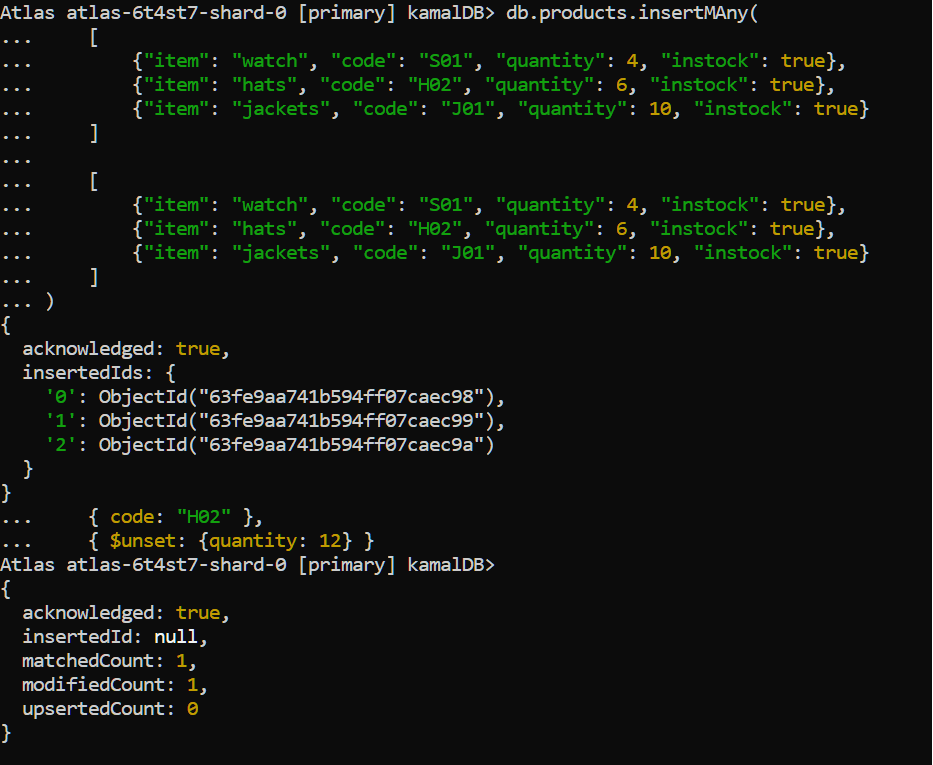 Atlas atlas-6t4st7-shard-0 [primary] kamalDB> db.products.insertMAny(
...     [
...         {"item": "watch", "code": "S01", "quantity": 4, "instock": true},
...         {"item": "hats", "code": "H02", "quantity": 6, "instock": true},
...         {"item": "jackets", "code": "J01", "quantity": 10, "instock": true}
...     ]
...
...     [
...         {"item": "watch", "code": "S01", "quantity": 4, "instock": true},
...         {"item": "hats", "code": "H02", "quantity": 6, "instock": true},
...         {"item": "jackets", "code": "J01", "quantity": 10, "instock": true}
...     ]
... )
{
  acknowledged: true,
  insertedIds: {
    '0': ObjectId("63fe9aa741b594ff07caec98"),
    '1': ObjectId("63fe9aa741b594ff07caec99"),
    '2': ObjectId("63fe9aa741b594ff07caec9a")
  }
}
...     { code: "H02" },
...     { $unset: {quantity: 12} }
Atlas atlas-6t4st7-shard-0 [primary] kamalDB>
{
  acknowledged: true,
  insertedId: null,
  matchedCount: 1,
  modifiedCount: 1,
  upsertedCount: 0
}